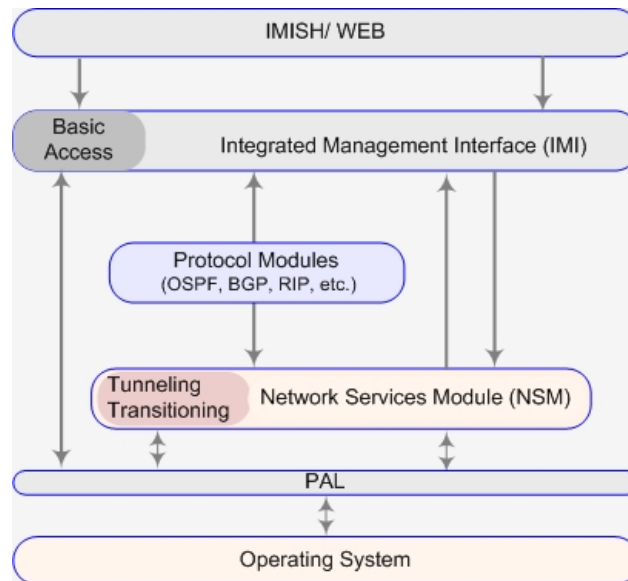 IMISH/ WEB
Basic
Access
Integrated Management Interface (IMI)
Protocol Modules
(OSPF, BGP, RIP, etc.)
Tunneling
Transitioning
Network Services Module (NSM)
PAL
Operating System